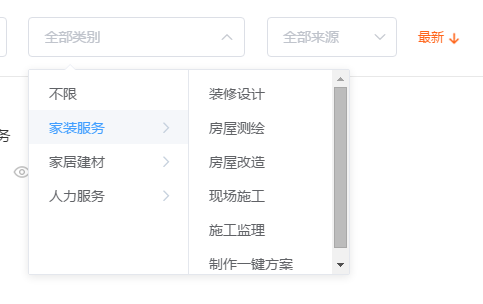 全部类别
全部来源
最新
不限
家装服务
家居建材
人力服务
装修设计
房屋测绘
房屋改造
现场施工
施工监理
制作一键方案
务